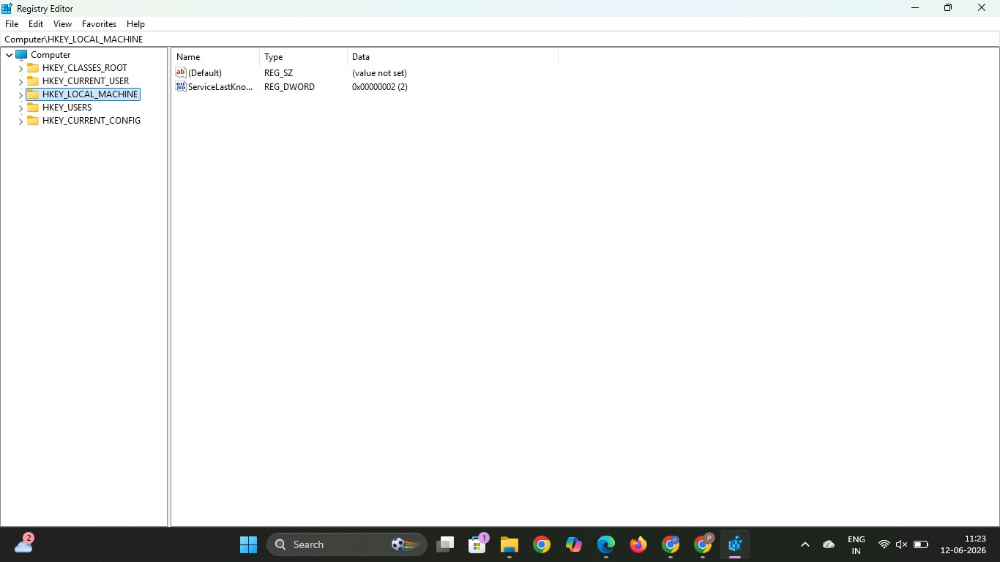 Registry Editor
File Edit View Favorites Help
Computer\HKEY_LOCAL_MACHINE
Computer
HKEY_CLASSES_ROOT
HKEY_CURRENT_USER
HKEY_LOCAL_MACHINE
HKEY_USERS
HKEY_CURRENT_CONFIG
Name Type Data
ab (Default) REG_SZ (value not set)
ServiceLastKno... REG_DWORD 0x00000002 (2)
2
Search
1
P
P
ENG
IN
11:23
12-06-2026